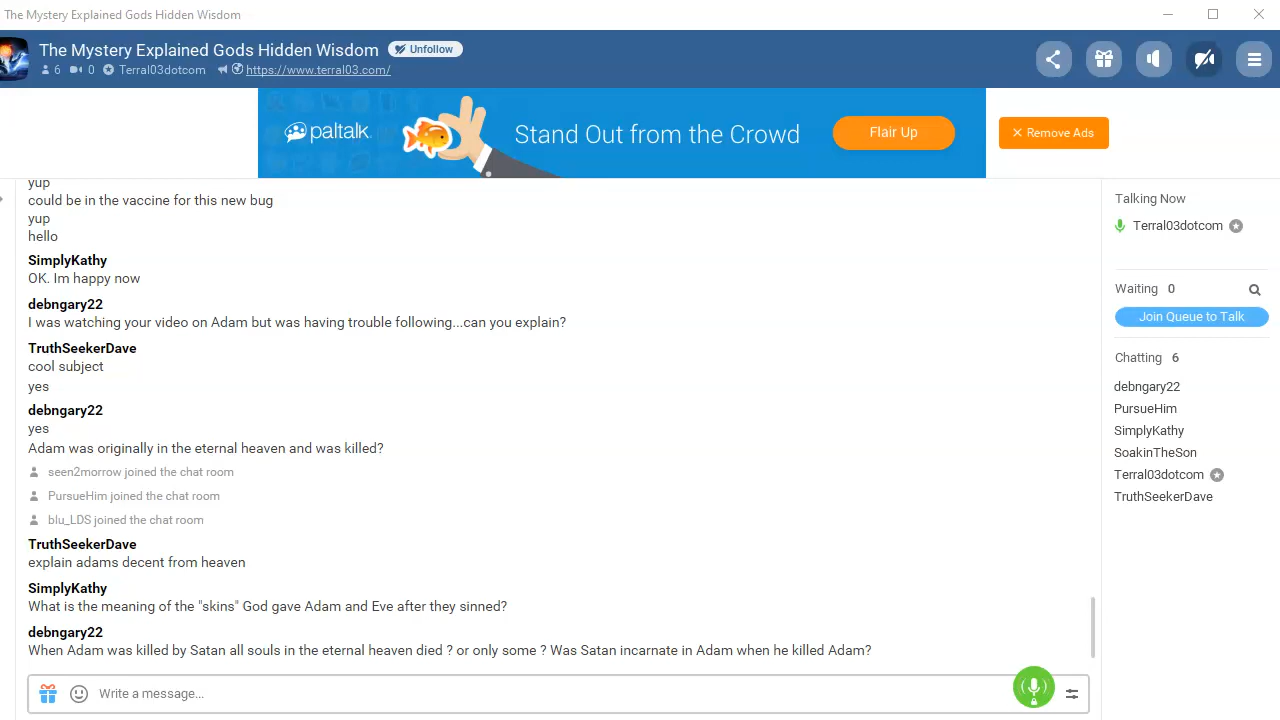 The Mystery Explained Gods Hidden Wisdom
The Mystery Explained Gods Hidden Wisdom Unfollow
6 0 Terral03dotcom https://www.terral03.com/
paltalk Stand Out from the Crowd Flair Up Remove Ads
yup
could be in the vaccine for this new bug
yup
hello
SimplyKathy
OK. Im happy now
debngary22
I was watching your video on Adam but was having trouble following...can you explain?
TruthSeekerDave
cool subject
yes
debngary22
yes
Adam was originally in the eternal heaven and was killed?
seen2morrow joined the chat room
PursueHim joined the chat room
blu_LDS joined the chat room
TruthSeekerDave
explain adams decent from heaven
SimplyKathy
What is the meaning of the "skins" God gave Adam and Eve after they sinned?
debngary22
When Adam was killed by Satan all souls in the eternal heaven died ? or only some ? Was Satan incarnate in Adam when he killed Adam?
Write a message...
Talking Now
Terral03dotcom
Waiting 0
Join Queue to Talk
Chatting 6
debngary22
PursueHim
SimplyKathy
SoakinTheSon
Terral03dotcom
TruthSeekerDave